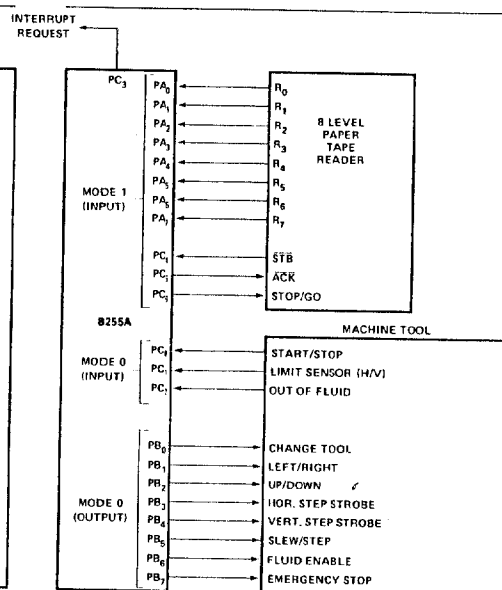 INTERRUPT
REQUEST
PC3
PA0
PA1
PA2
PA3
PA4
PA5
PA6
PA7
MODE 1
(INPUT)
PC4
PC5
R0
R1
R2
R3
R4
R5
R6
R7
8 LEVEL
PAPER
TAPE
READER
STB
ACK
STOP/GO
8255A
MACHINE TOOL
MODE 0
(INPUT)
PC0
PC1
PC2
START/STOP
LIMIT SENSOR (H/V)
OUT OF FLUID
MODE 0
(OUTPUT)
PB0
PB1
PB2
PB3
PB4
PB5
PB6
PB7
CHANGE TOOL
LEFT/RIGHT
UP/DOWN
HOR. STEP STROBE
VERT. STEP STROBE
SLEW/STEP
FLUID ENABLE
EMERGENCY STOP